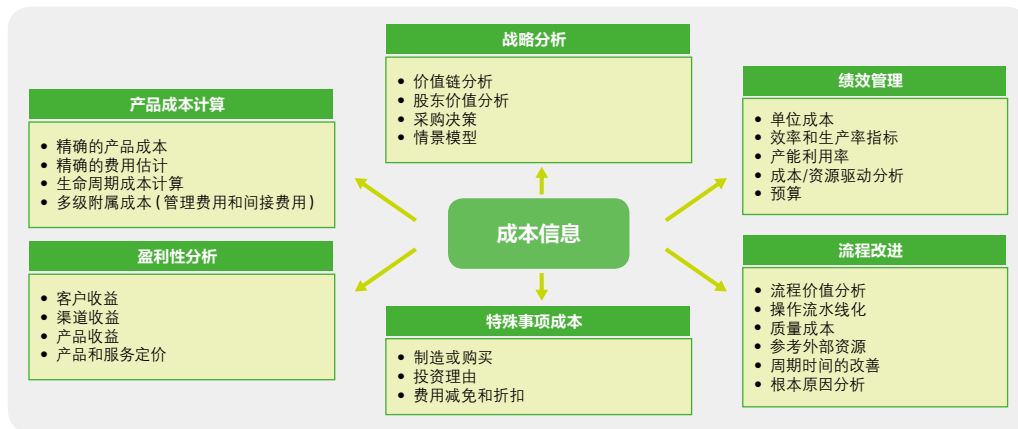 战略分析
• 价值链分析
• 股东价值分析
• 采购决策
• 情景模型
产品成本计算
• 精确的产品成本
• 精确的费用估计
• 生命周期成本计算
• 多级附属成本(管理费用和间接费用)
绩效管理
• 单位成本
• 效率和生产率指标
• 产能利用率
• 成本/资源驱动分析
• 预算
成本信息
盈利性分析
• 客户收益
• 渠道收益
• 产品收益
• 产品和服务定价
特殊事项成本
• 制造或购买
• 投资理由
• 费用减免和折扣
流程改进
• 流程价值分析
• 操作流水线化
• 质量成本
• 参考外部资源
• 周期时间的改善
• 根本原因分析